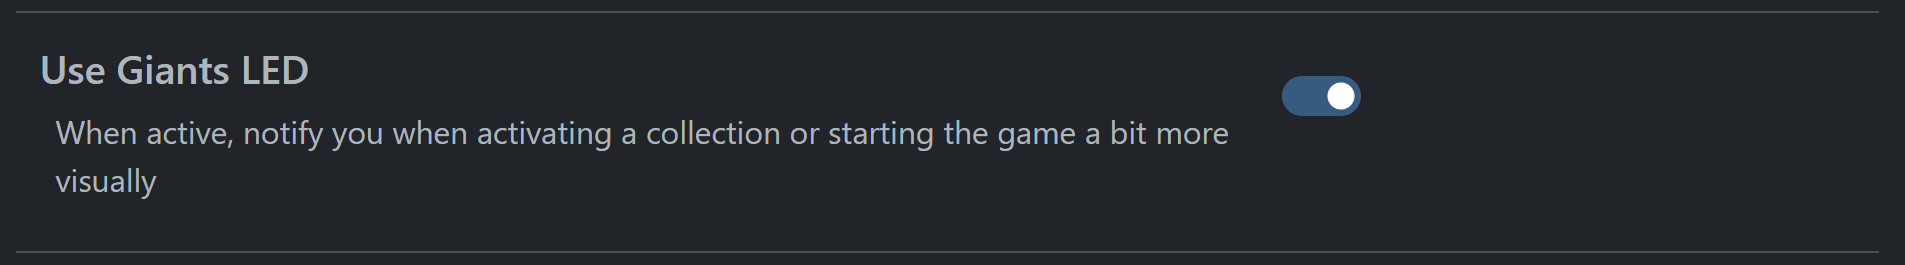 Use Giants LED
When active, notify you when activating a collection or starting the game a bit more
visually